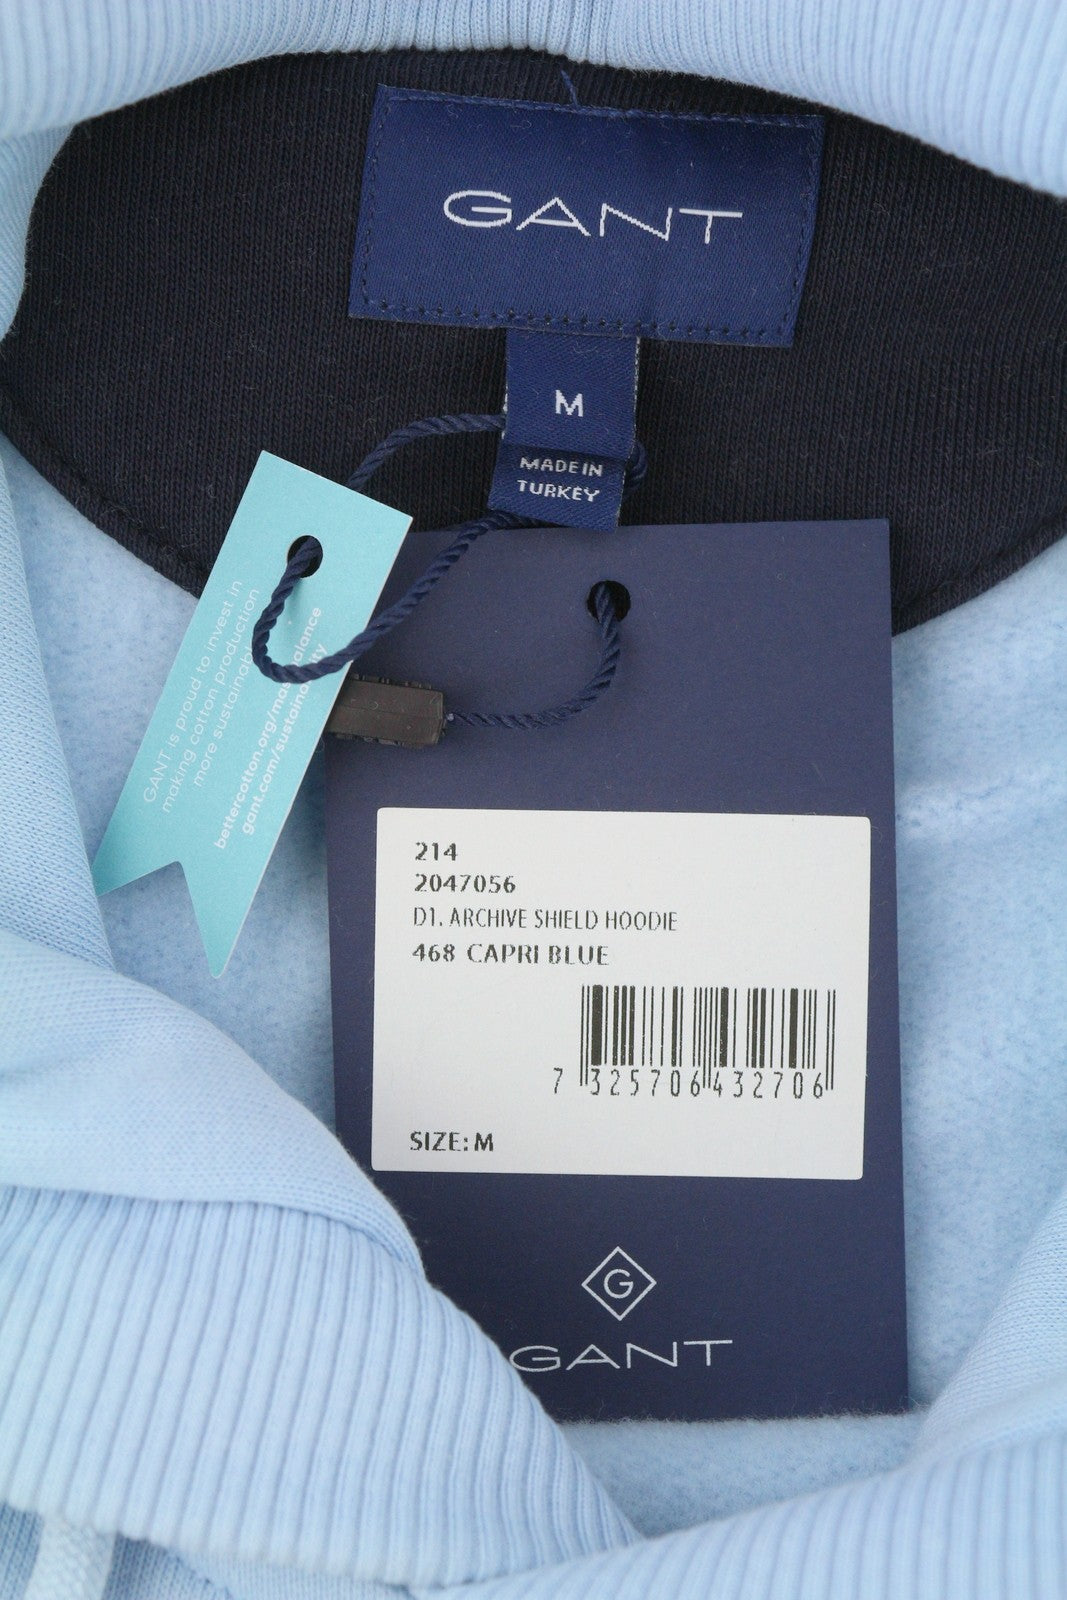 GANT
M
MADE IN
TURKEY
GANT is proud to invest in
making cotton production
more
bettercotton.org/massbalance
gant.com/sustainability
214
2047056
D1. ARCHIVE SHIELD HOODIE
468 CAPRI BLUE
7 325706 432706
SIZE: M
G
GANT